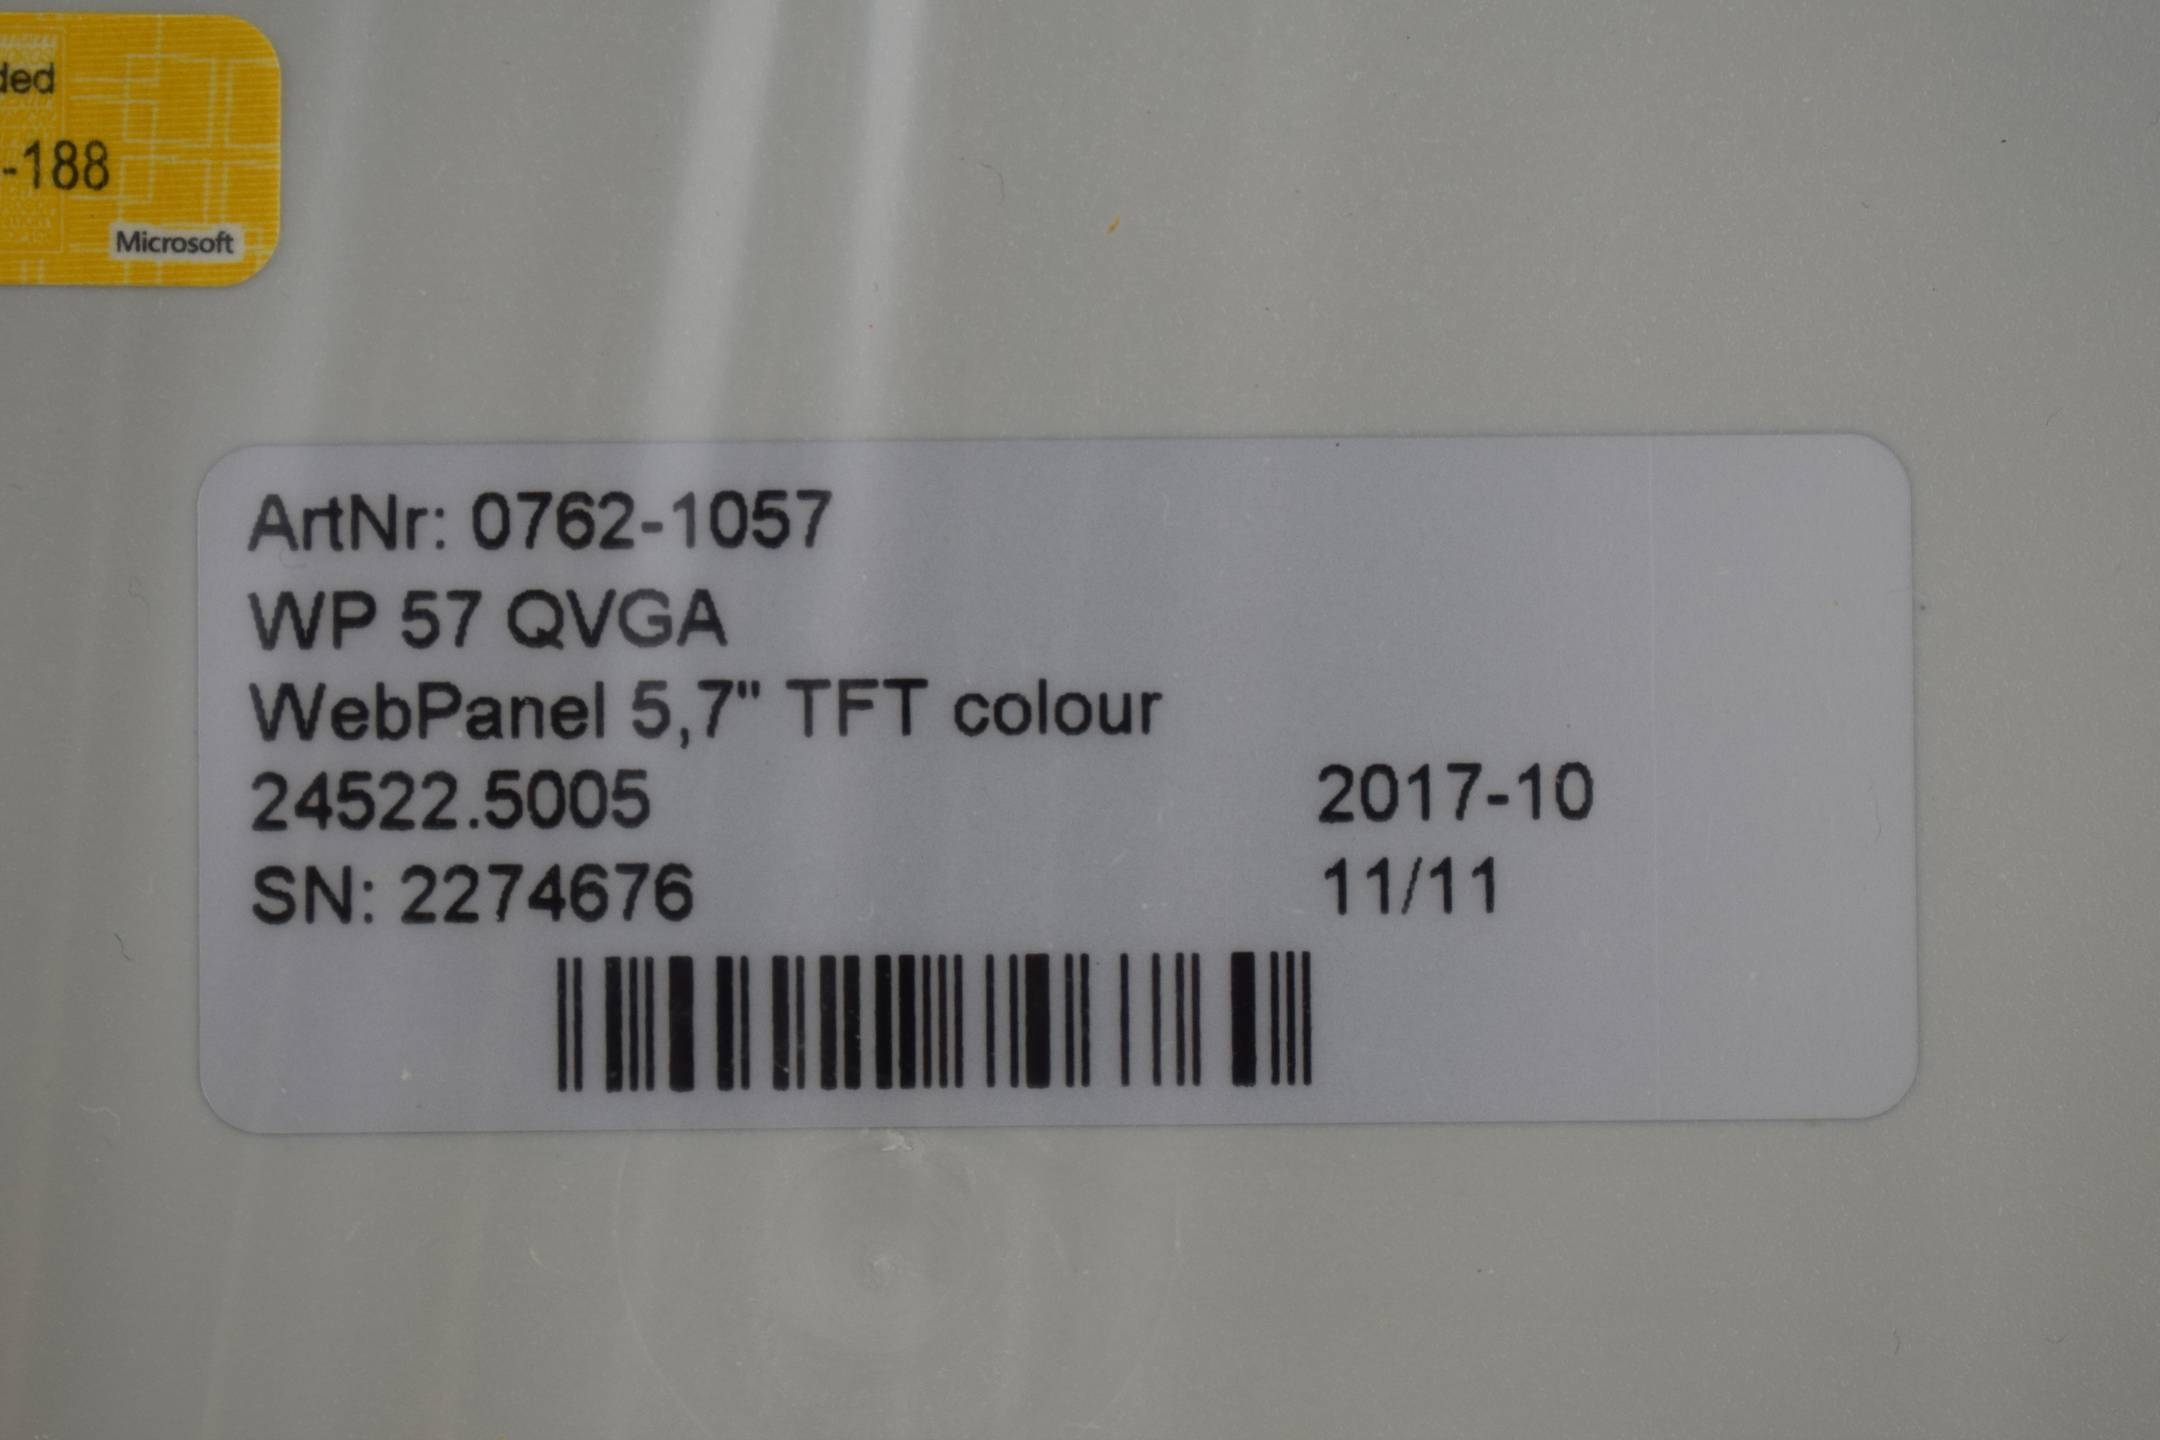 ded
-188
Microsoft
ArtNr: 0762-1057
WP 57 QVGA
WebPanel 5,7" TFT colour
24522.5005 2017-10
SN: 2274676 11/11